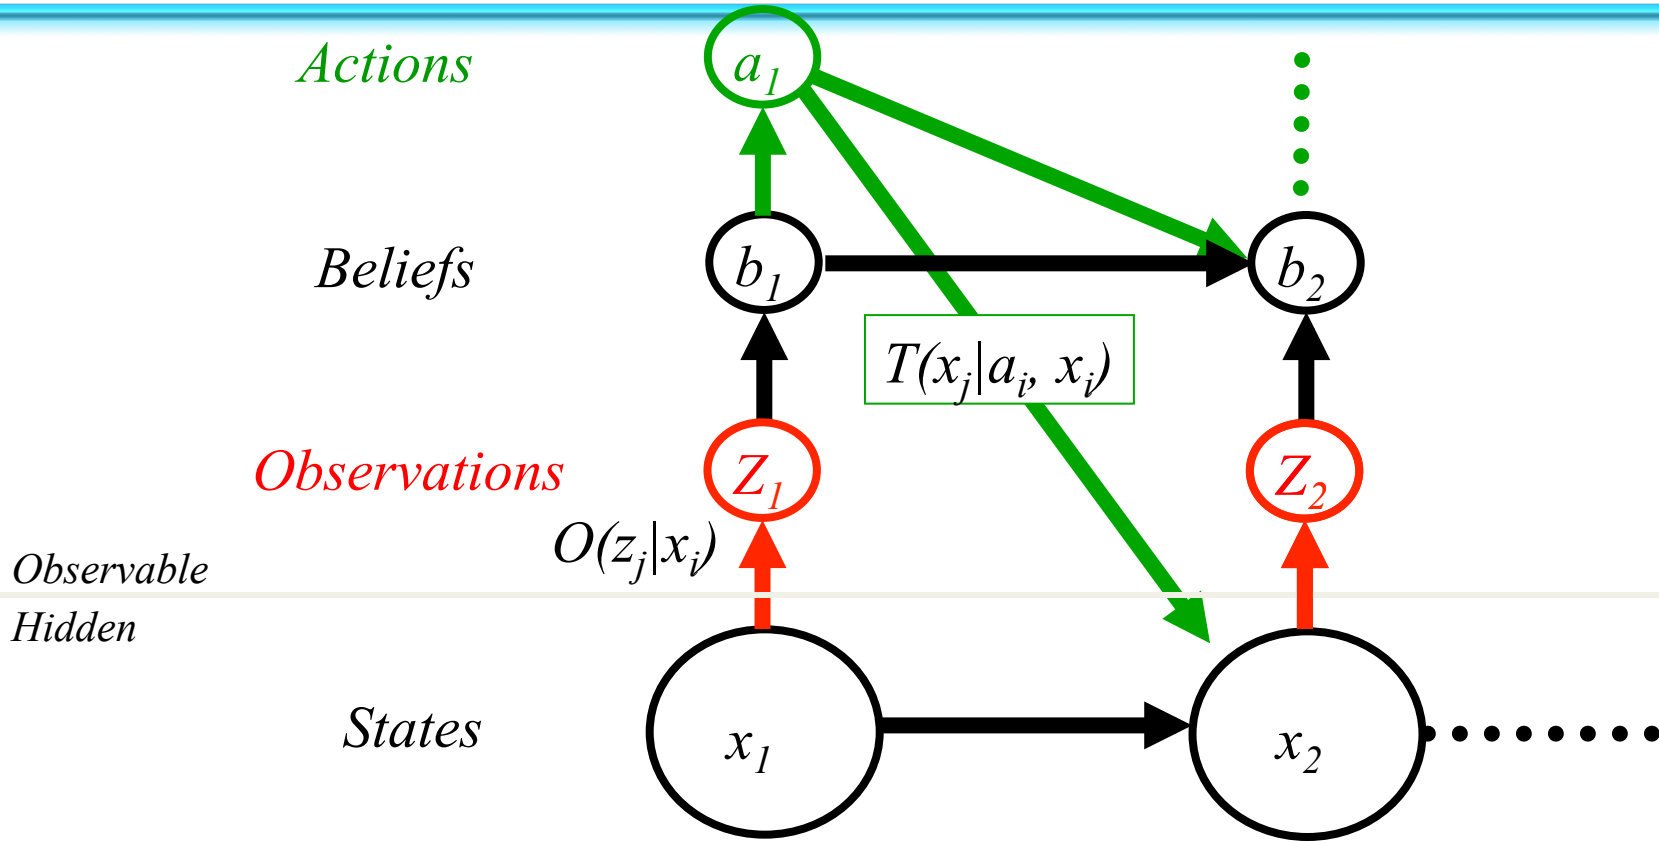 Actions
a1
Beliefs
b1
b2
T(xj|ai, xi)
Observations
Z1
Z2
O(zj|xi)
Observable
Hidden
States
x1
x2